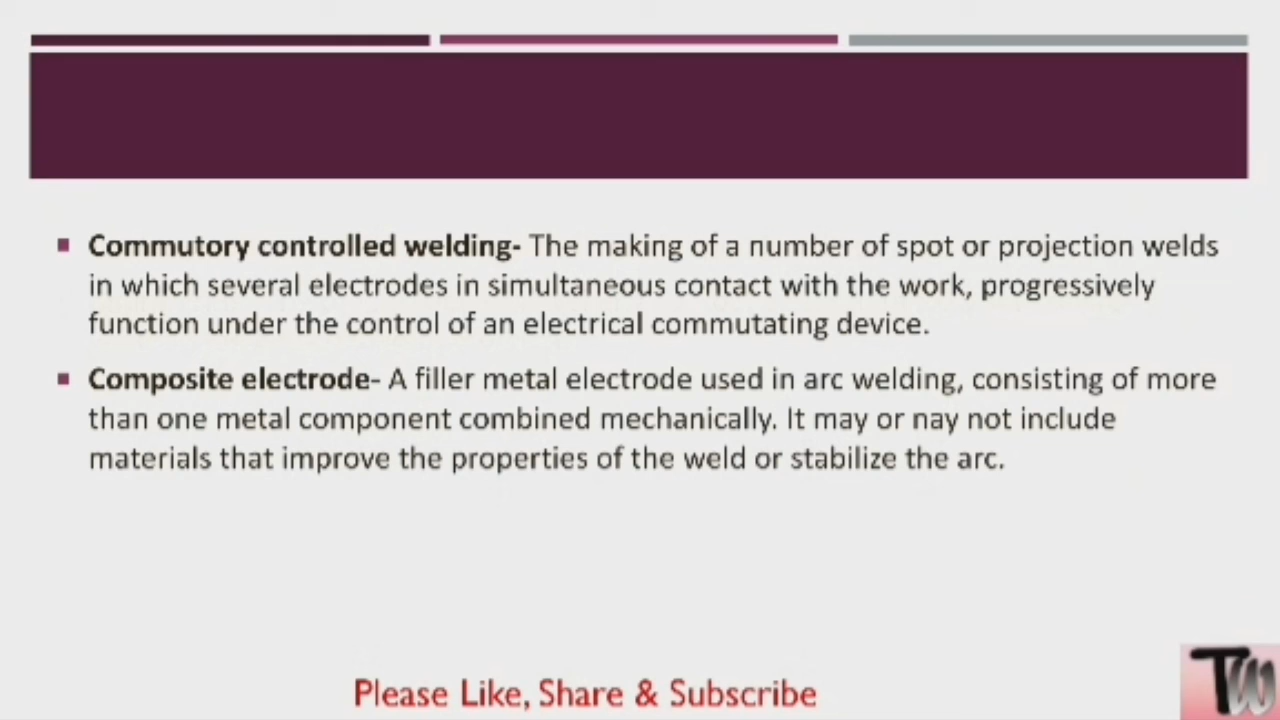 Commutory controlled welding- The making of a number of spot or projection welds
in which several electrodes in simultaneous contact with the work, progressively
function under the control of an electrical commutating device.
Composite electrode- A filler metal electrode used in arc welding, consisting of more
than one metal component combined mechanically. It may or nay not include
materials that improve the properties of the weld or stabilize the arc.
Please Like, Share & Subscribe
TW